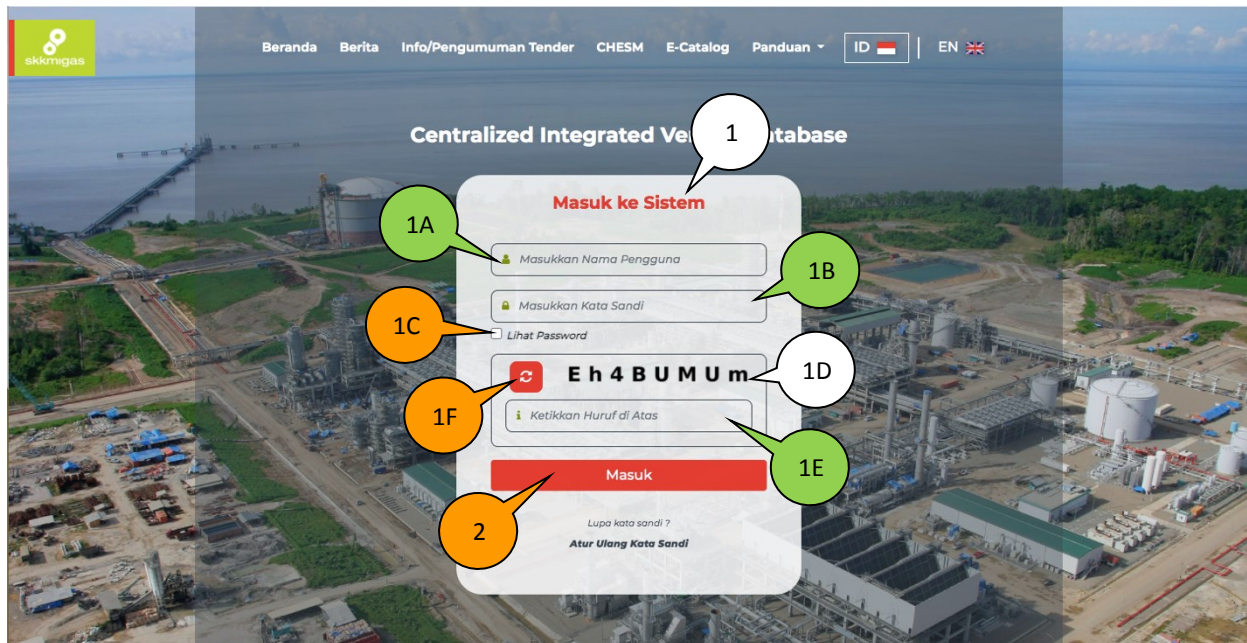 skkmigas
Beranda Berita Info/Pengumuman Tender CHESM E-Catalog Panduan ID EN
Centralized Integrated Ve tabase
1
Masuk ke Sistem
1A
Masukkan Nama Pengguna
1B
Masukkan Kata Sandi
1C
Lihat Password
Eh4BUMUm
1D
1F
Ketikkan Huruf di Atas
1E
Masuk
2
Lupa kata sandi ?
Atur Ulang Kata Sandi